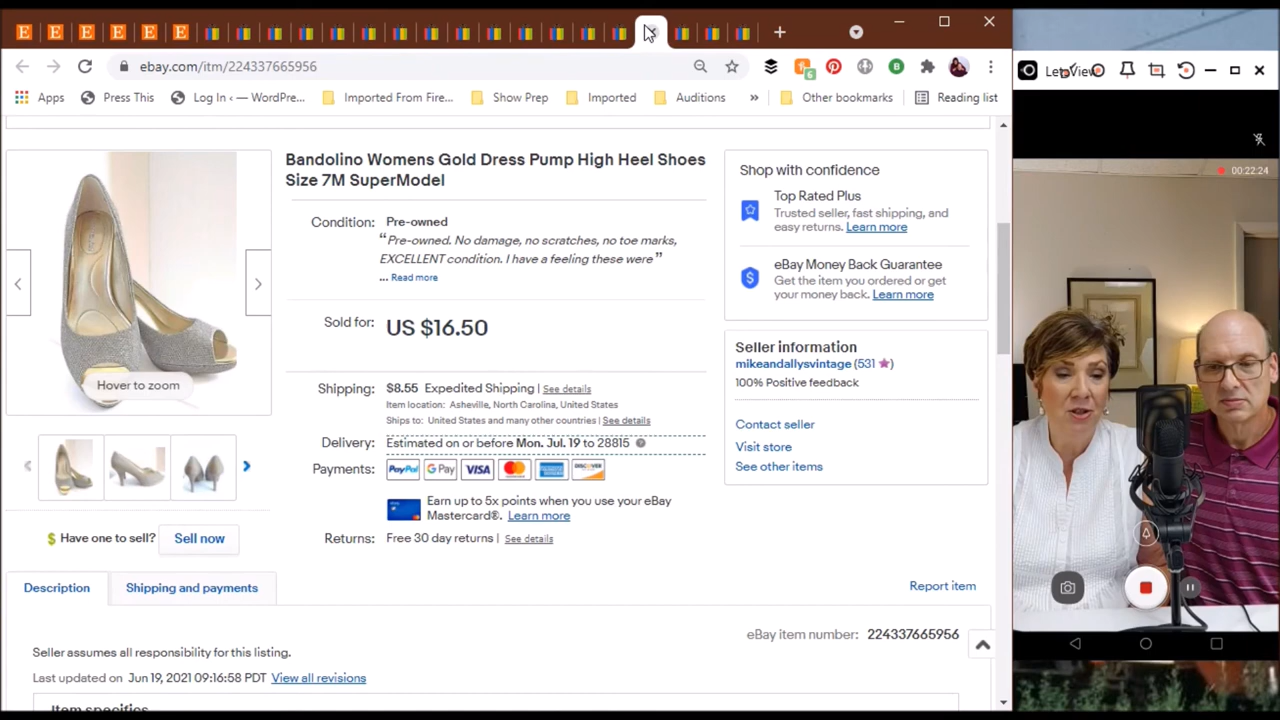 E E E E E E
ebay.com/itm/224337665956
6
B
Apps Press This Log In ‹ — WordPre... Imported From Fire... Show Prep Imported Auditions » Other bookmarks Reading list
Bandolino Womens Gold Dress Pump High Heel Shoes
Size 7M SuperModel
Condition: Pre-owned
“Pre-owned. No damage, no scratches, no toe marks,
EXCELLENT condition. I have a feeling these were”
... Read more
Sold for: US $16.50
Hover to zoom
Shipping: $8.55 Expedited Shipping | See details
Item location: Asheville, North Carolina, United States
Ships to: United States and many other countries | See details
Delivery: Estimated on or before Mon. Jul. 19 to 28815
Payments: PayPal G Pay VISA DISCOVER
Earn up to 5x points when you use your eBay
Mastercard®. Learn more
Returns: Free 30 day returns | See details
$ Have one to sell? Sell now
Shop with confidence
Top Rated Plus
Trusted seller, fast shipping, and
easy returns. Learn more
eBay Money Back Guarantee
Get the item you ordered or get
your money back. Learn more
Seller information
mikeandallysvintage (531)
100% Positive feedback
Contact seller
Visit store
See other items
Description Shipping and payments
Report item
eBay item number: 224337665956
Seller assumes all responsibility for this listing.
Last updated on Jun 19, 2021 09:16:58 PDT View all revisions
Item specifics
LetsView
00:22:24